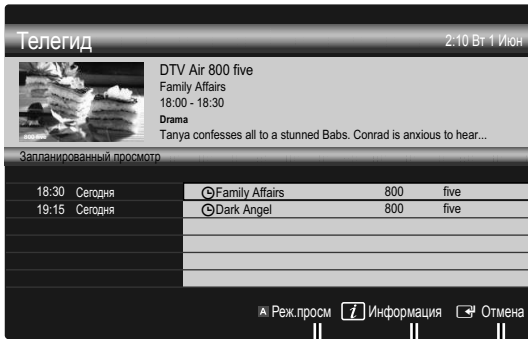 Телегид 2:10 Вт 1 Июн
DTV Air 800 five
Family Affairs
18:00 - 18:30
Drama
Tanya confesses all to a stunned Babs. Conrad is anxious to hear...
Запланированный просмотр
18:30 Сегодня Family Affairs 800 five
19:15 Сегодня Dark Angel 800 five
A Реж.просм i Информация Отмена